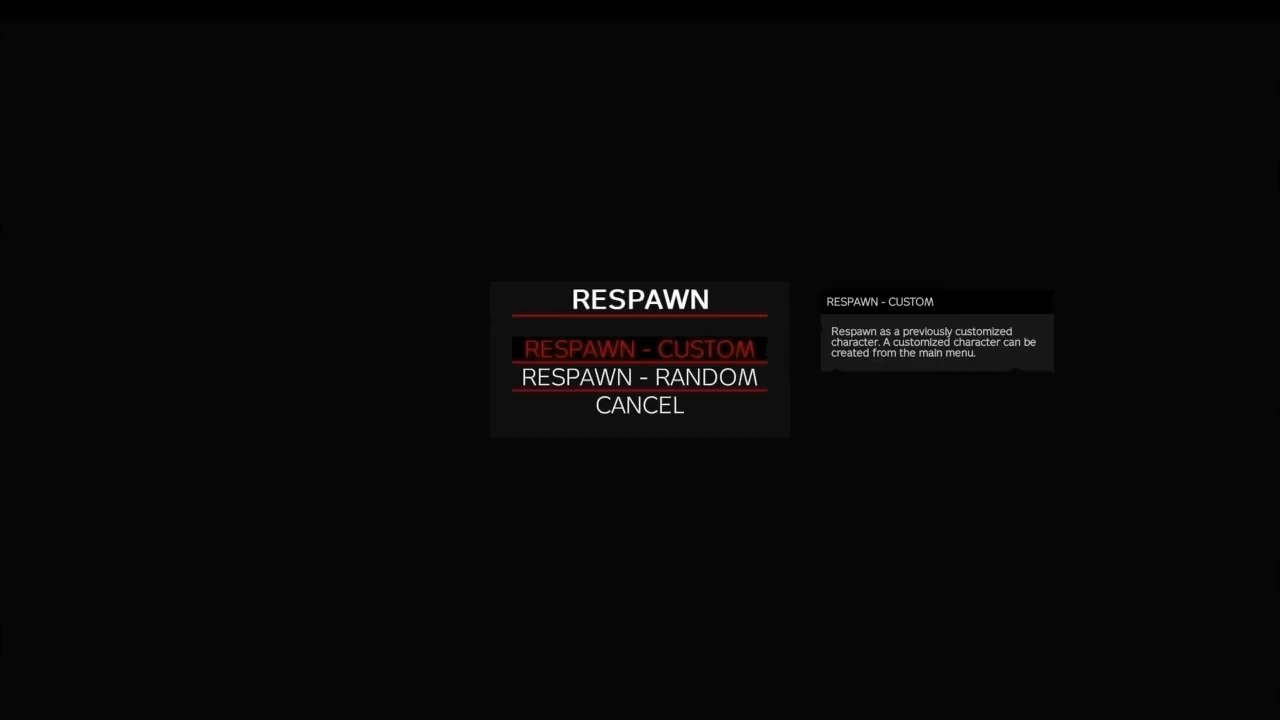 RESPAWN
RESPAWN - CUSTOM
RESPAWN - RANDOM
CANCEL
RESPAWN - CUSTOM
Respawn as a previously customized
character. A customized character can be
created from the main menu.